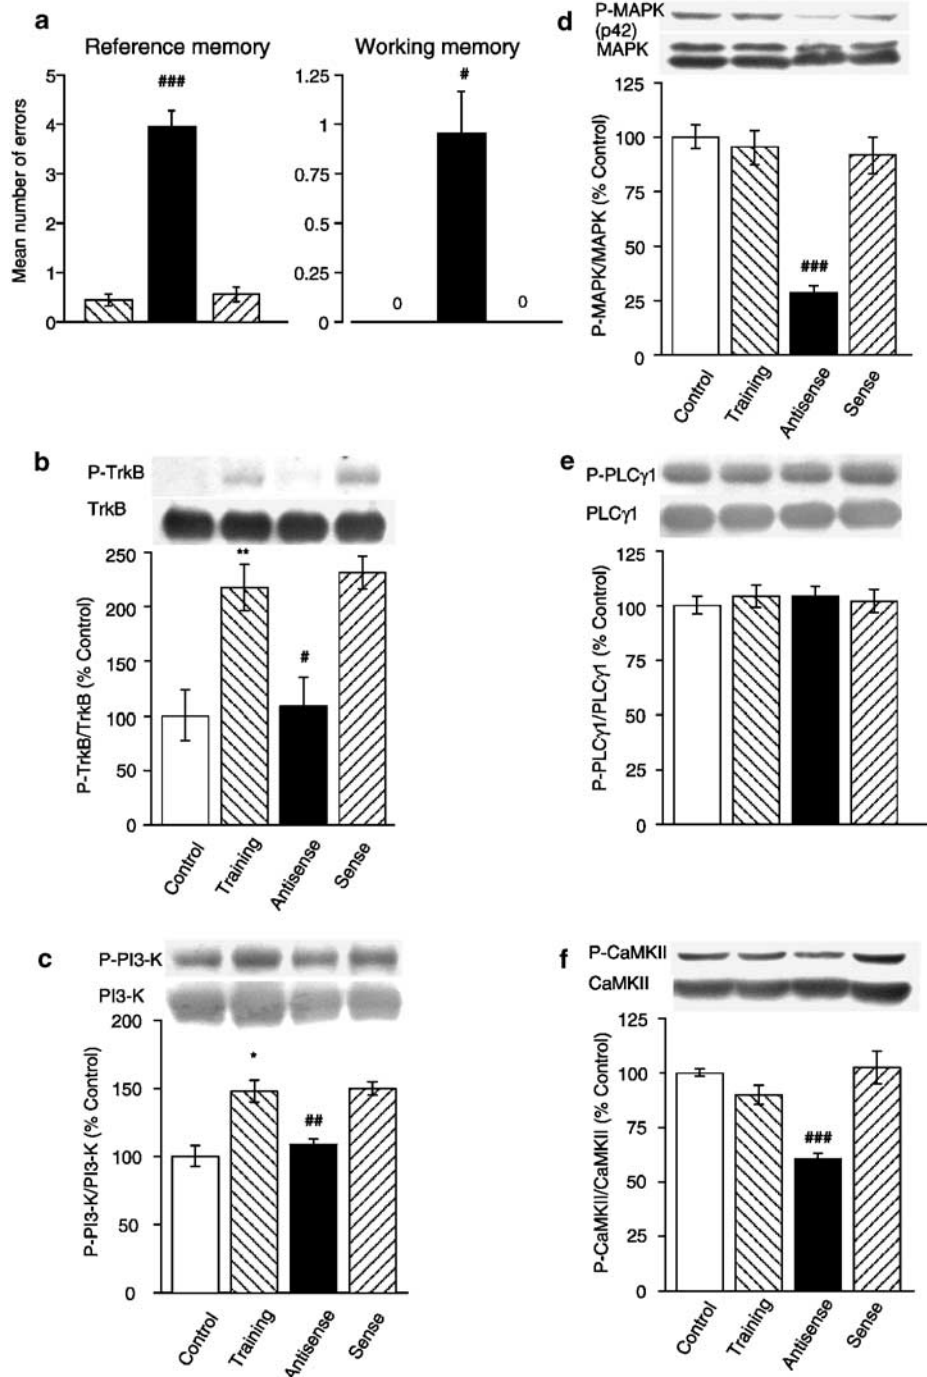 a
Reference memory
Working memory
Mean number of errors
5
4
3
2
1
0
###
1.25
1
0.75
0.5
0.25
0
#
0
0
b
P-TrkB
TrkB
P-TrkB/TrkB (% Control)
250
200
150
100
50
0
**
#
Control
Training
Antisense
Sense
c
P-PI3-K
PI3-K
P-PI3-K/PI3-K (% Control)
200
150
100
50
0
*
##
Control
Training
Antisense
Sense
d
P-MAPK
(p42)
MAPK
P-MAPK/MAPK (% Control)
125
100
75
50
25
0
###
Control
Training
Antisense
Sense
e
P-PLCγ1
PLCγ1
P-PLCγ1/PLCγ1 (% Control)
125
100
75
50
25
0
f
P-CaMKII
CaMKII
P-CaMKII/CaMKII (% Control)
125
100
75
50
25
0
###
Control
Training
Antisense
Sense